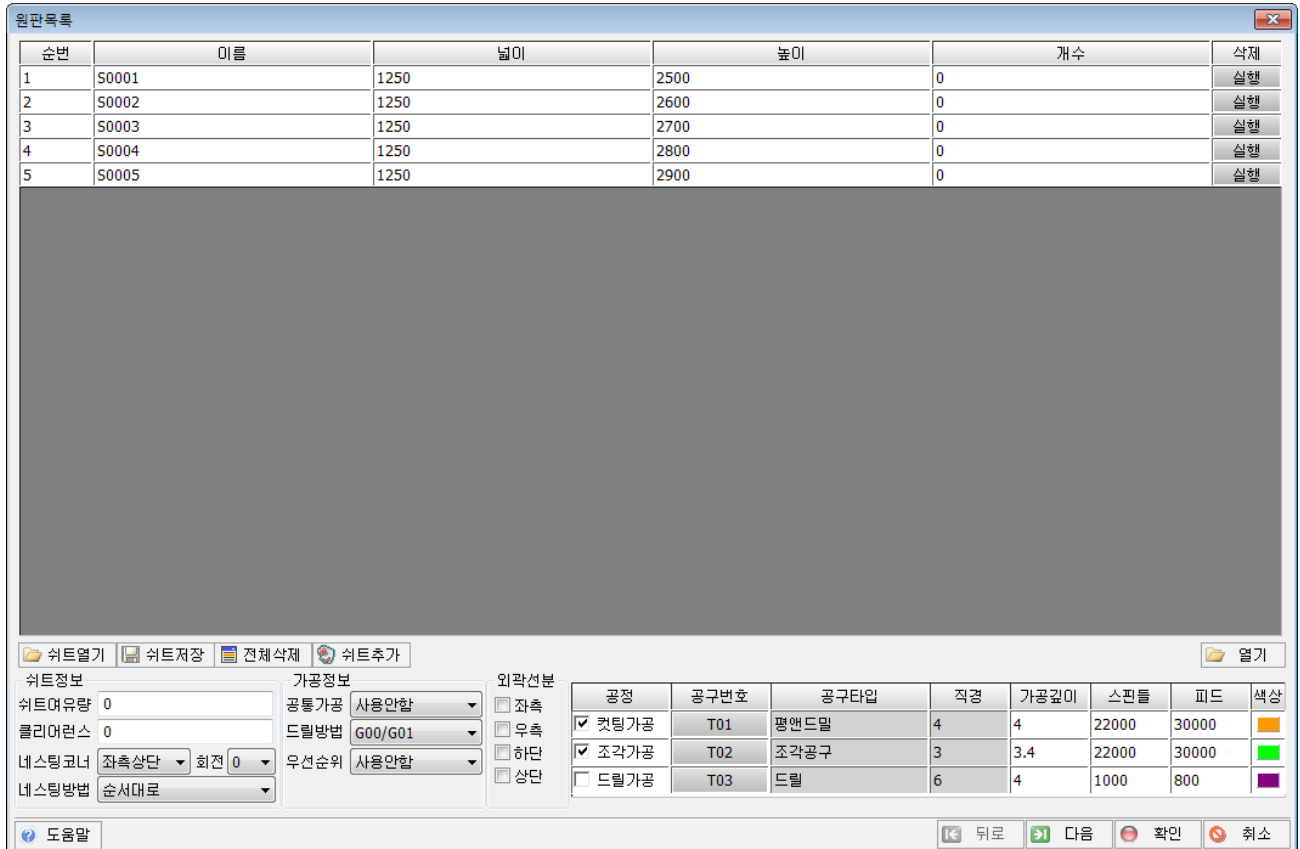 원판목록
순번 이름 넓이 높이 개수 삭제
1 S0001 1250 2500 0 실행
2 S0002 1250 2600 0 실행
3 S0003 1250 2700 0 실행
4 S0004 1250 2800 0 실행
5 S0005 1250 2900 0 실행
쉬트열기 쉬트저장 전체삭제 쉬트추가 열기
쉬트정보 가공정보 외곽선분
쉬트여유량 0 공통가공 사용안함 좌측
클리어런스 0 드릴방법 G00/G01 우측
네스팅코너 좌측상단 회전 0 우선순위 사용안함 하단
네스팅방법 순서대로 상단
공정 공구번호 공구타입 직경 가공깊이 스핀들 피드 색상
컷팅가공 T01 평앤드밀 4 4 22000 30000
조각가공 T02 조각공구 3 3.4 22000 30000
드릴가공 T03 드릴 6 4 1000 800
도움말 뒤로 다음 확인 취소